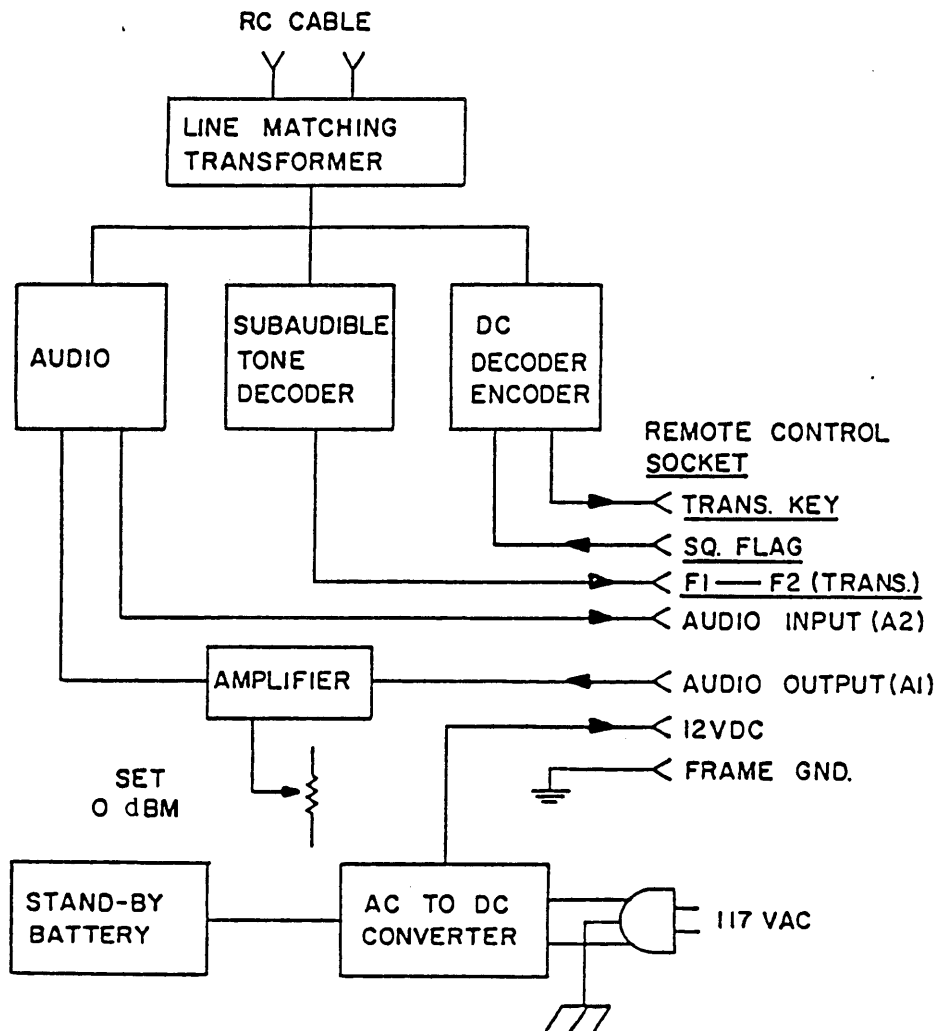 RC CABLE
LINE MATCHING
TRANSFORMER
AUDIO
SUBAUDIBLE
TONE
DECODER
DC
DECODER
ENCODER
REMOTE CONTROL
SOCKET
TRANS. KEY
SQ. FLAG
F1 — F2 (TRANS.)
AUDIO INPUT (A2)
AMPLIFIER
AUDIO OUTPUT (A1)
12VDC
FRAME GND.
SET
0 dBM
STAND-BY
BATTERY
AC TO DC
CONVERTER
117 VAC